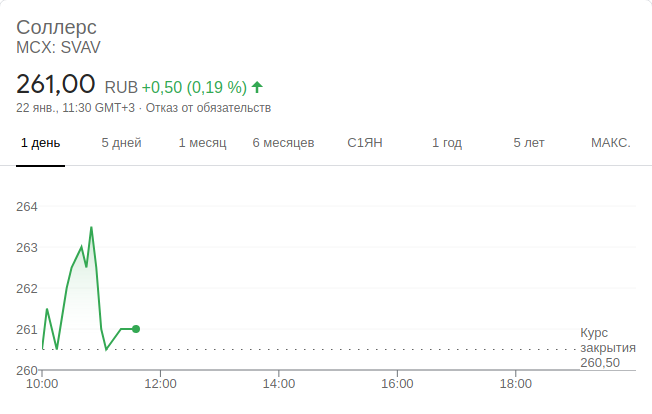 Соллерс
MCX: SVAV
261,00 RUB +0,50 (0,19 %)
22 янв., 11:30 GMT+3 · Отказ от обязательств
1 день 5 дней 1 месяц 6 месяцев С1ЯН 1 год 5 лет МАКС.
264
263
262
261
260
Курс
закрытия
260,50
10:00 12:00 14:00 16:00 18:00